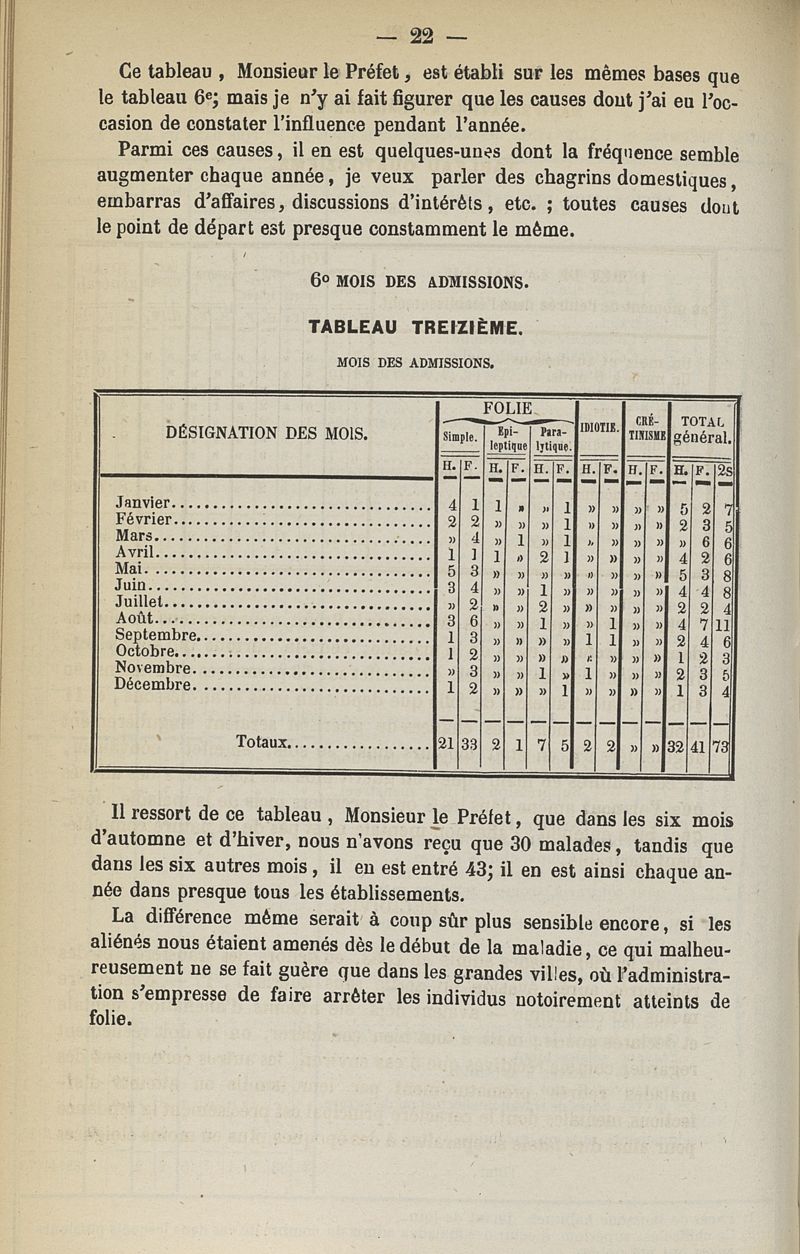 — 22 —
Ce tableau , Monsieur le Préfet , est établi sur les mêmes bases que
le tableau 6e; mais je n'y ai fait figurer que les causes dont j'ai eu l'oc-
casion de constater l'influence pendant l'année.
Parmi ces causes, il en est quelques-unes dont la fréquence semble
augmenter chaque année, je veux parler des chagrins domestiques,
embarras d'affaires, discussions d'intérêts, etc. ; toutes causes dont
le point de départ est presque constamment le même.
6º MOIS DES ADMISSIONS.
TABLEAU TREIZIÈME.
MOIS DES ADMISSIONS.
DÉSIGNATION DES MOIS. FOLIE IDIOTIE. CRÉ-TINISME TOTAL général.
Simple. Epi-leptique Para-lytique.
H. F. H. F. H. F. H. F. H. F. H. F. 2s
Janvier 4 1 1 » » 1 » » » » 5 2 7
Février 2 2 » » » 1 » » » » 2 3 5
Mars » 4 » 1 » 1 » » » » » 6 6
Avril 1 1 1 » 2 1 » » » » 4 2 6
Mai 5 3 » » » » » » » » 5 3 8
Juin 3 4 » » 1 » » » » » 4 4 8
Juillet » 2 » » 2 » » » » » 2 2 4
Août 3 6 » » 1 » » 1 » » 4 7 11
Septembre 1 3 » » » » 1 1 » » 2 4 6
Octobre 1 2 » » » » » » » » 1 2 3
Novembre » 3 » » 1 » 1 » » » 2 3 5
Décembre 1 2 » » » 1 » » » » 1 3 4
Totaux 21 33 2 1 7 5 2 2 » » 32 41 73
Il ressort de ce tableau , Monsieur le Préfet , que dans les six mois
d'automne et d'hiver, nous n'avons reçu que 30 malades, tandis que
dans les six autres mois , il en est entré 43; il en est ainsi chaque an-
née dans presque tous les établissements.
La différence même serait à coup sûr plus sensible encore, si les
aliénés nous étaient amenés dès le début de la maladie, ce qui malheu-
reusement ne se fait guère que dans les grandes villes, où l'administra-
tion s'empresse de faire arrêter les individus notoirement atteints de
folie.